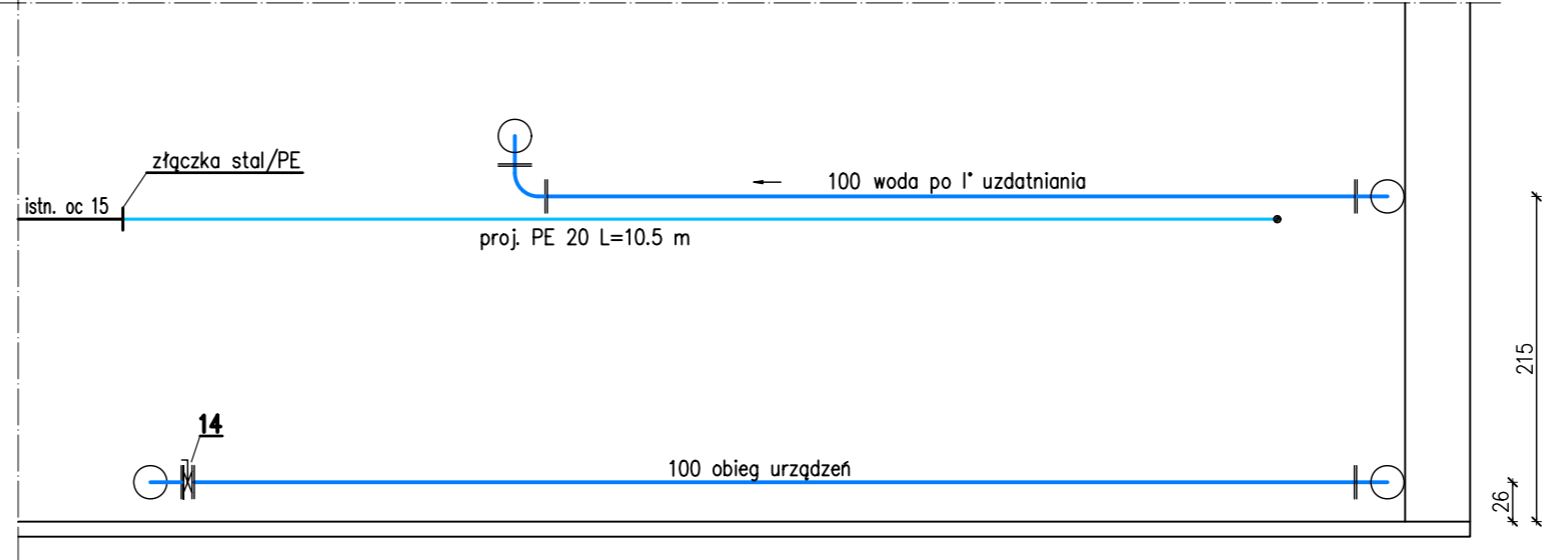 złączka stal/PE
100 woda po I° uzdatniania
istn. oc 15
proj. PE 20 L=10.5 m
215
14
100 obieg urządzeń
26